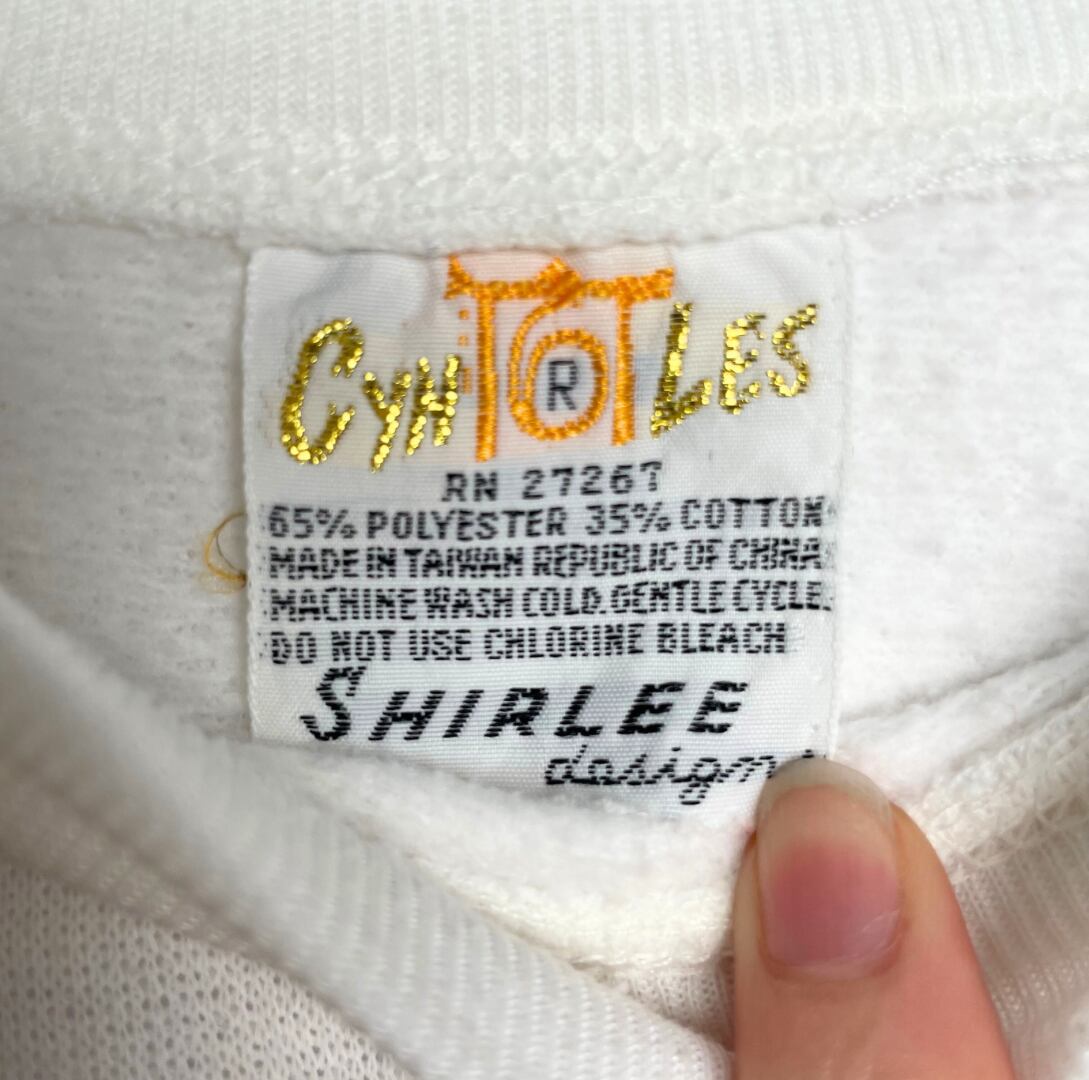 CYNTOTLES
R
RN 27267
65% POLYESTER 35% COTTON
MADE IN TAIWAN REPUBLIC OF CHINA
MACHINE WASH COLD. GENTLE CYCLE
DO NOT USE CHLORINE BLEACH
SHIRLEE
designs